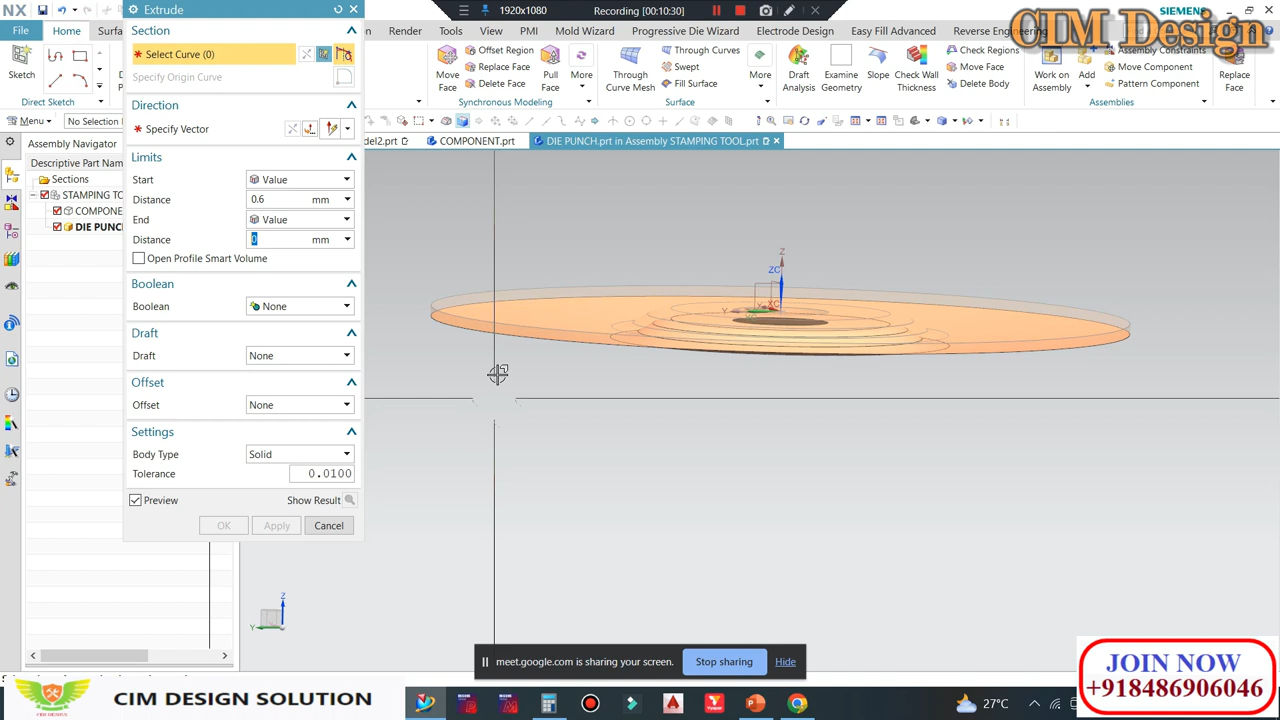 NX
1920x1080
Recording [00:10:30]
SIEMENS
CIM Design
File
Home
Surfa
Render
Tools
View
PMI
Mold Wizard
Progressive Die Wizard
Electrode Design
Easy Fill Advanced
Reverse Engine
Sketch
Direct Sketch
Move Face
Offset Region
Replace Face
Delete Face
Pull Face
More
Synchronous Modeling
Through Curve Mesh
Through Curves
Swept
Fill Surface
More
Surface
Draft Analysis
Examine Geometry
Slope
Check Wall Thickness
Check Regions
Move Face
Delete Body
Work on Assembly
Add
Assembly Constraints
Move Component
Pattern Component
Assemblies
Replace Face
Menu
No Selection
del2.prt
COMPONENT.prt
DIE PUNCH.prt in Assembly STAMPING TOOL.prt
Assembly Navigator
Descriptive Part Nam
Sections
STAMPING TO
COMPONE
DIE PUNCH
Extrude
Section
* Select Curve (0)
Specify Origin Curve
Direction
* Specify Vector
Limits
Start Value
Distance 0.6 mm
End Value
Distance 0 mm
Open Profile Smart Volume
Boolean
Boolean None
Draft
Draft None
Offset
Offset None
Settings
Body Type Solid
Tolerance 0.0100
Preview
Show Result
OK Apply Cancel
Z
ZC
XC
Y
Z
Y
meet.google.com is sharing your screen.
Stop sharing
Hide
JOIN NOW
+918486906046
CIM DESIGN SOLUTION
27°C